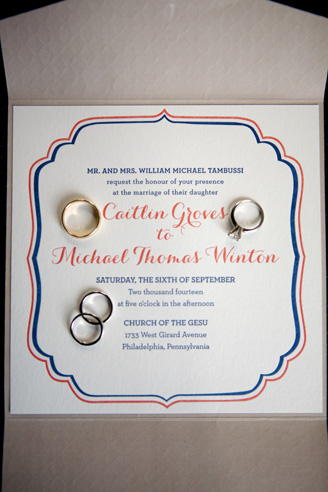 MR. AND MRS. WILLIAM MICHAEL TAMBUSSI
request the honour of your presence
at the marriage of their daughter
Caitlin Groves
to
Michael Thomas Winton
SATURDAY, THE SIXTH OF SEPTEMBER
Two thousand fourteen
at five o'clock in the afternoon
CHURCH OF THE GESU
1733 West Girard Avenue
Philadelphia, Pennsylvania